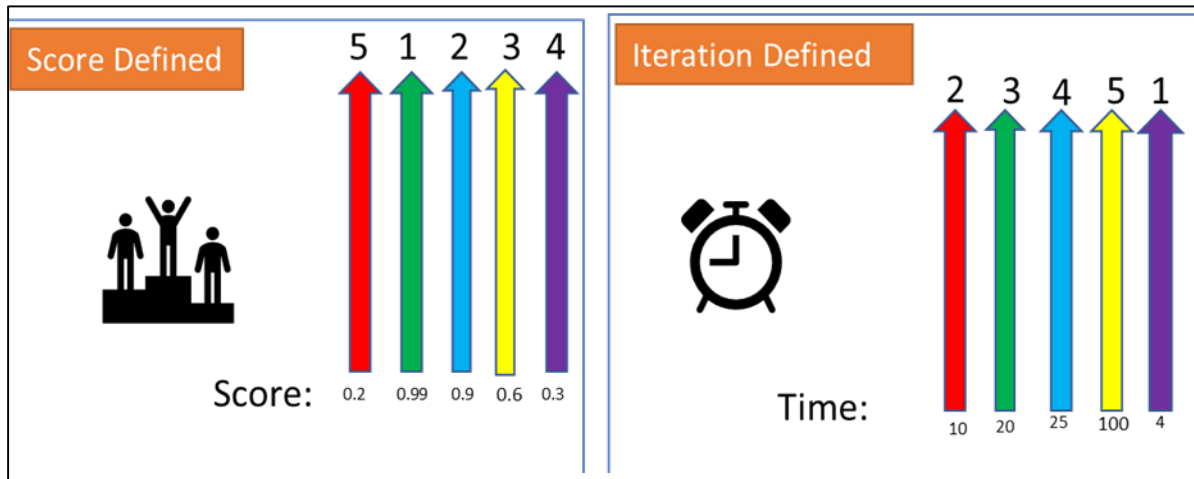 Score Defined
5 1 2 3 4
Score: 0.2 0.99 0.9 0.6 0.3
Iteration Defined
2 3 4 5 1
Time: 10 20 25 100 4